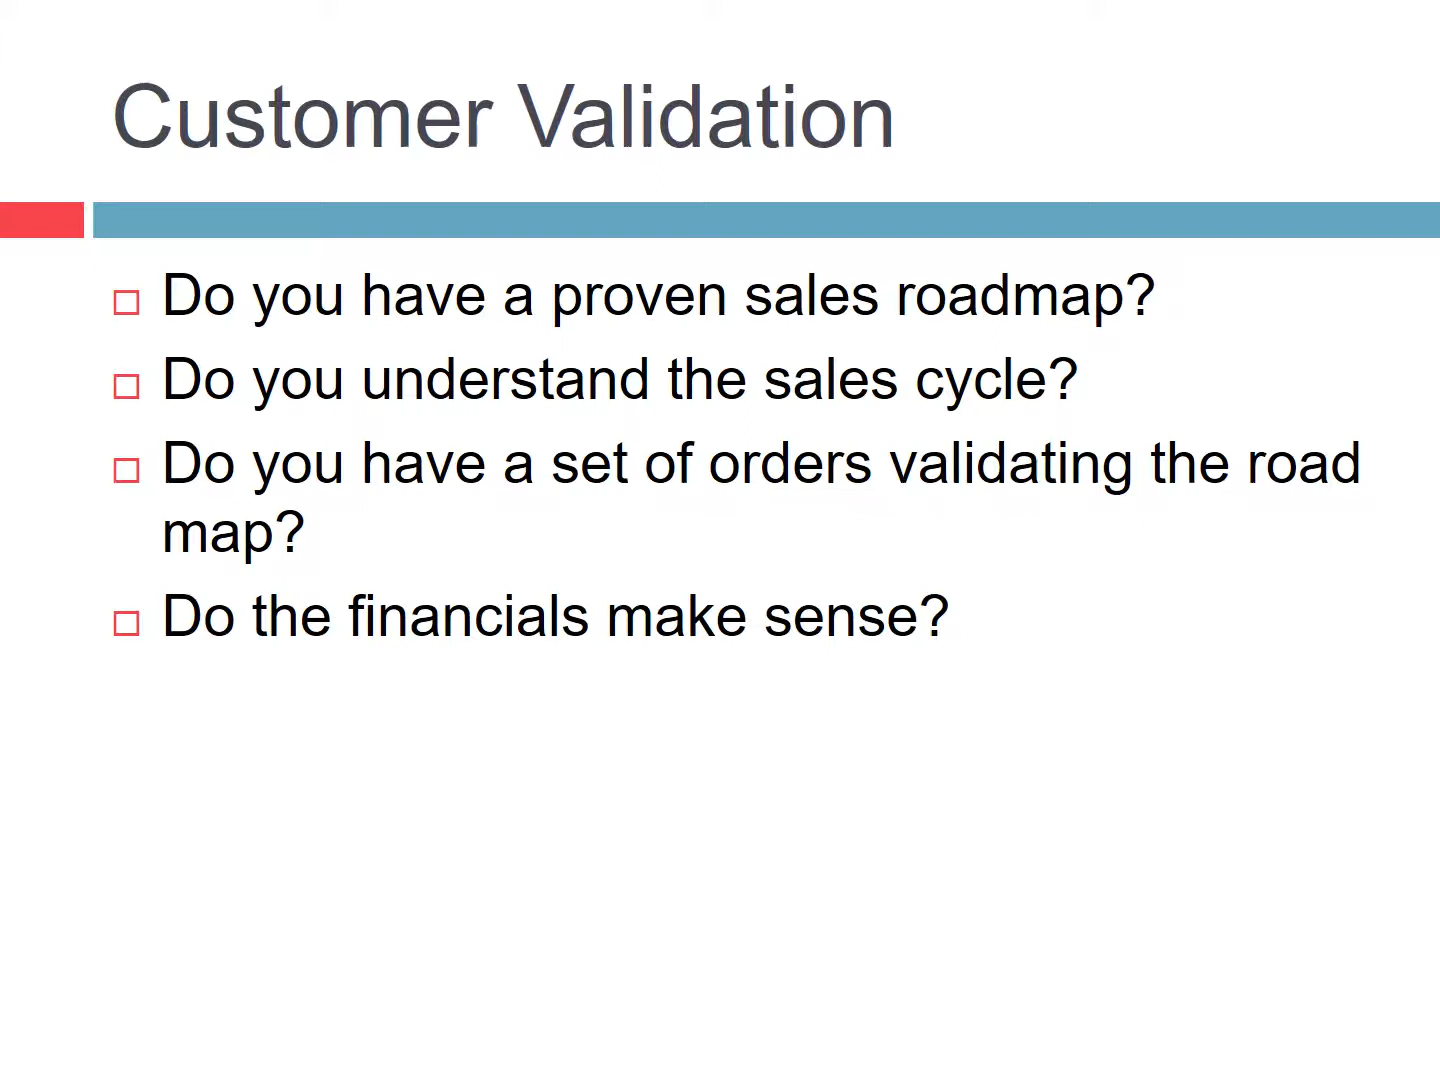 Customer Validation
Do you have a proven sales roadmap?
Do you understand the sales cycle?
Do you have a set of orders validating the road
map?
Do the financials make sense?